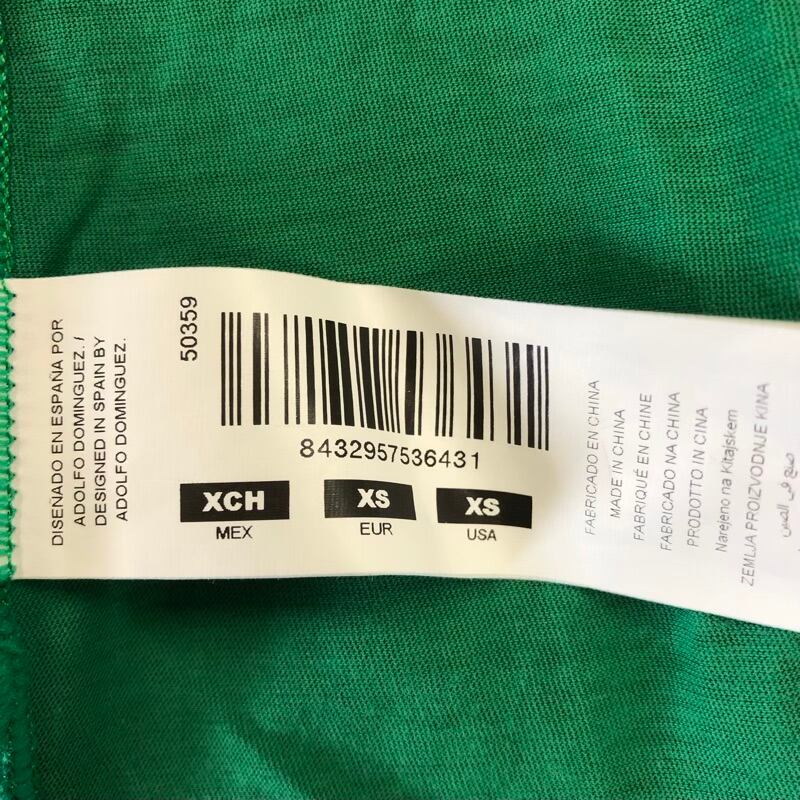 DISENADO EN ESPAÑA POR
ADOLFO DOMINGUEZ. /
DESIGNED IN SPAIN BY
ADOLFO DOMINGUEZ.
50359
8432957536431
XCH
MEX
XS
EUR
XS
USA
FABRICADO EN CHINA
MADE IN CHINA
FABRIQUÉ EN CHINE
FABRICADO NA CHINA
PRODOTTO IN CINA
Narejeno na Kitajskem
ZEMLJA PROIZVODNJE KINA
صنع في الصين